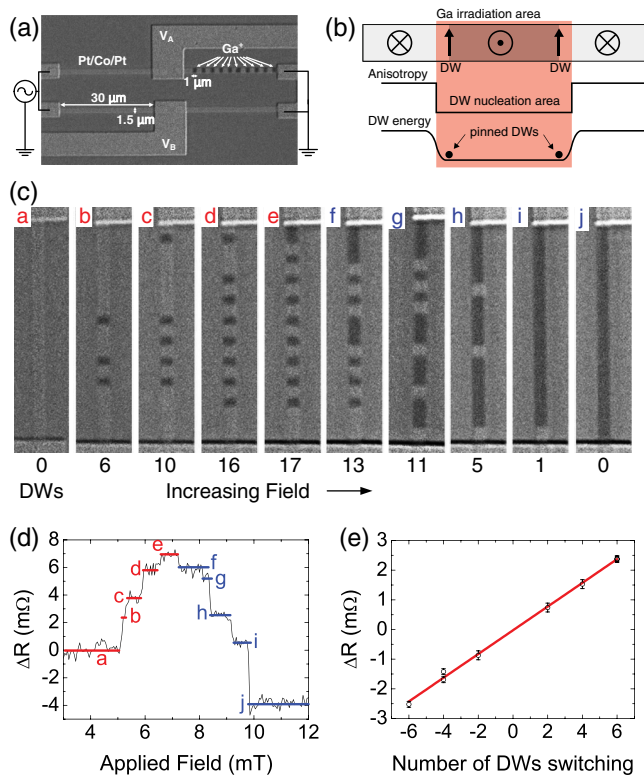 (a)
Pt/Co/Pt
V_A
Ga⁺
1 μm
30 μm
1.5 μm
V_B
(b)
Ga irradiation area
DW DW
Anisotropy
DW nucleation area
DW energy
pinned DWs
(c)
a b c d e f g h i j
0 6 10 16 17 13 11 5 1 0
DWs Increasing Field
(d)
8
6
4
2
0
-2
-4
ΔR (mΩ)
a
b
c
d
e
f
g
h
i
j
4 6 8 10 12
Applied Field (mT)
(e)
3
2
1
0
-1
-2
-3
ΔR (mΩ)
-6 -4 -2 0 2 4 6
Number of DWs switching